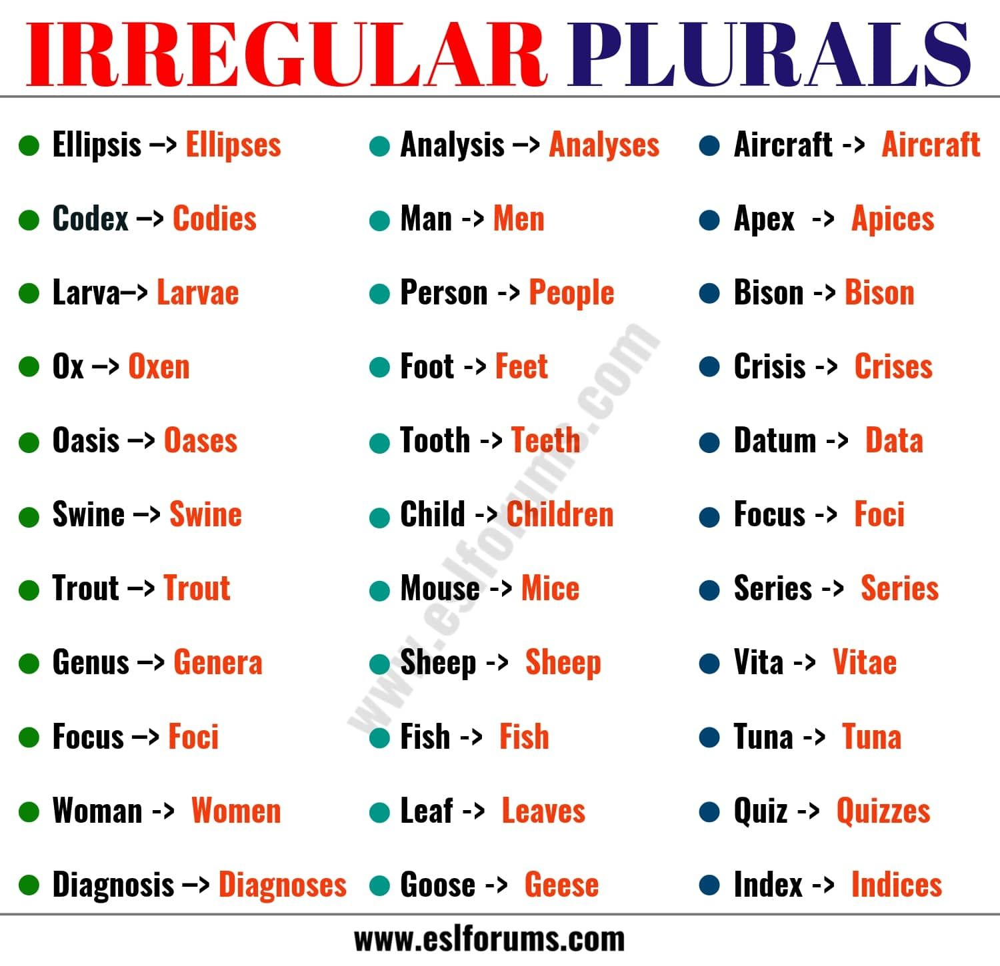 IRREGULAR PLURALS
Ellipsis –> Ellipses
Codex –> Codies
Larva–> Larvae
Ox –> Oxen
Oasis –> Oases
Swine –> Swine
Trout –> Trout
Genus –> Genera
Focus –> Foci
Woman -> Women
Diagnosis –> Diagnoses
Analysis –> Analyses
Man -> Men
Person -> People
Foot -> Feet
Tooth -> Teeth
Child -> Children
Mouse -> Mice
Sheep -> Sheep
Fish -> Fish
Leaf -> Leaves
Goose -> Geese
Aircraft -> Aircraft
Apex -> Apices
Bison -> Bison
Crisis -> Crises
Datum -> Data
Focus -> Foci
Series -> Series
Vita -> Vitae
Tuna -> Tuna
Quiz -> Quizzes
Index -> Indices
www.eslforums.com
www.eslforums.com